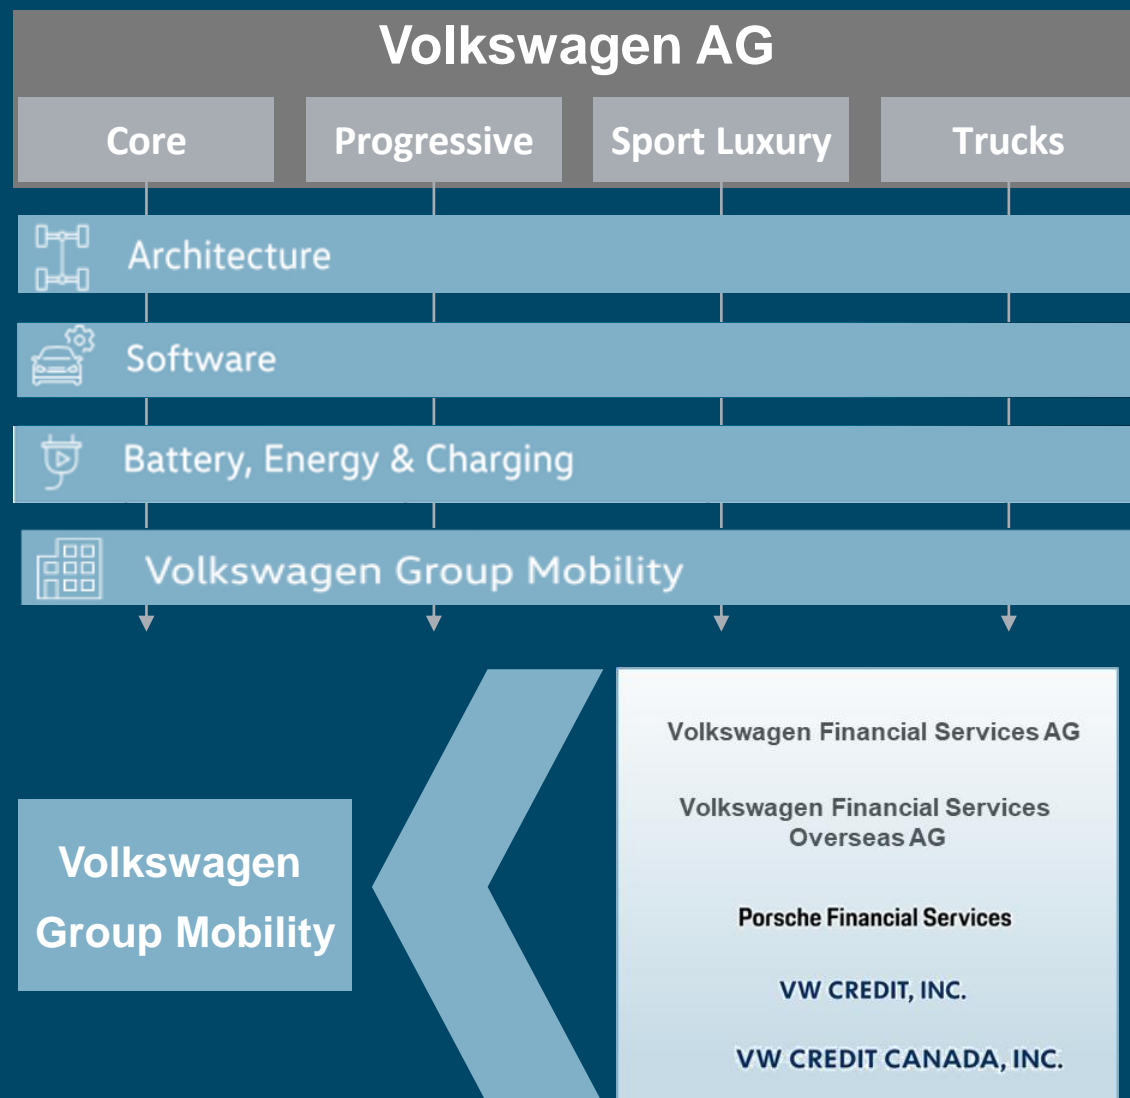 Volkswagen AG
Core
Progressive
Sport Luxury
Trucks
Architecture
Software
Battery, Energy & Charging
Volkswagen Group Mobility
Volkswagen
Group Mobility
Volkswagen Financial Services AG
Volkswagen Financial Services
Overseas AG
Porsche Financial Services
VW CREDIT, INC.
VW CREDIT CANADA, INC.